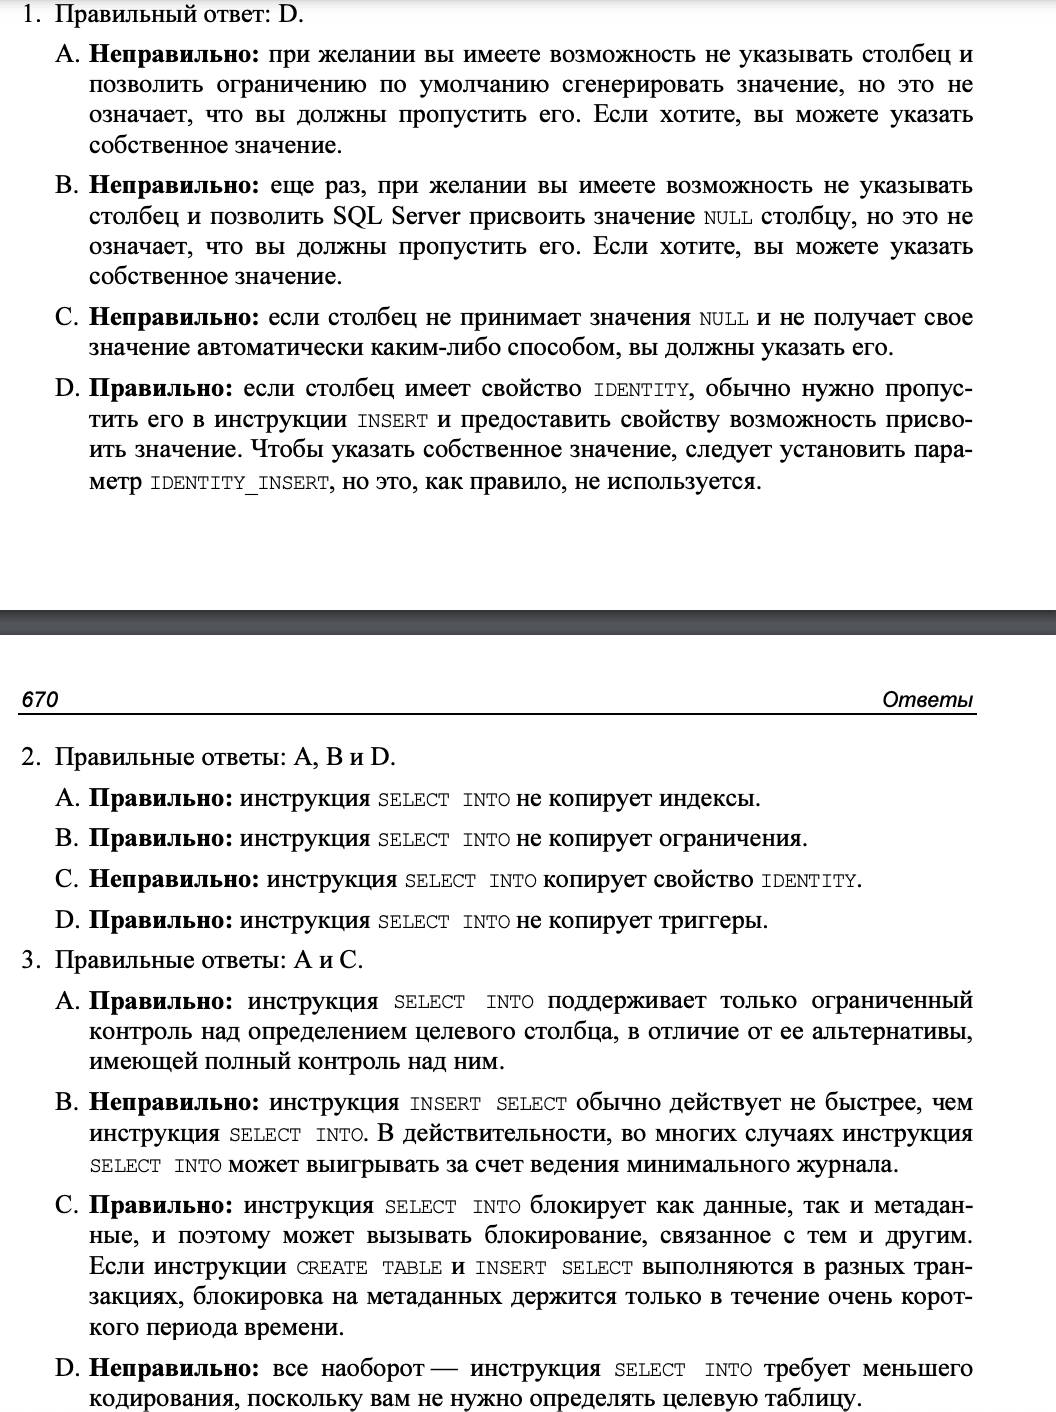 1. Правильный ответ: D.
A. Неправильно: при желании вы имеете возможность не указывать столбец и
позволить ограничению по умолчанию сгенерировать значение, но это не
означает, что вы должны пропустить его. Если хотите, вы можете указать
собственное значение.
B. Неправильно: еще раз, при желании вы имеете возможность не указывать
столбец и позволить SQL Server присвоить значение NULL столбцу, но это не
означает, что вы должны пропустить его. Если хотите, вы можете указать
собственное значение.
C. Неправильно: если столбец не принимает значения NULL и не получает свое
значение автоматически каким-либо способом, вы должны указать его.
D. Правильно: если столбец имеет свойство IDENTITY, обычно нужно пропус-
тить его в инструкции INSERT и предоставить свойству возможность присво-
ить значение. Чтобы указать собственное значение, следует установить пара-
метр IDENTITY_INSERT, но это, как правило, не используется.
670 Ответы
2. Правильные ответы: A, B и D.
A. Правильно: инструкция SELECT INTO не копирует индексы.
B. Правильно: инструкция SELECT INTO не копирует ограничения.
C. Неправильно: инструкция SELECT INTO копирует свойство IDENTITY.
D. Правильно: инструкция SELECT INTO не копирует триггеры.
3. Правильные ответы: A и C.
A. Правильно: инструкция SELECT INTO поддерживает только ограниченный
контроль над определением целевого столбца, в отличие от ее альтернативы,
имеющей полный контроль над ним.
B. Неправильно: инструкция INSERT SELECT обычно действует не быстрее, чем
инструкция SELECT INTO. В действительности, во многих случаях инструкция
SELECT INTO может выигрывать за счет ведения минимального журнала.
C. Правильно: инструкция SELECT INTO блокирует как данные, так и метадан-
ные, и поэтому может вызывать блокирование, связанное с тем и другим.
Если инструкции CREATE TABLE и INSERT SELECT выполняются в разных тран-
закциях, блокировка на метаданных держится только в течение очень корот-
кого периода времени.
D. Неправильно: все наоборот — инструкция SELECT INTO требует меньшего
кодирования, поскольку вам не нужно определять целевую таблицу.